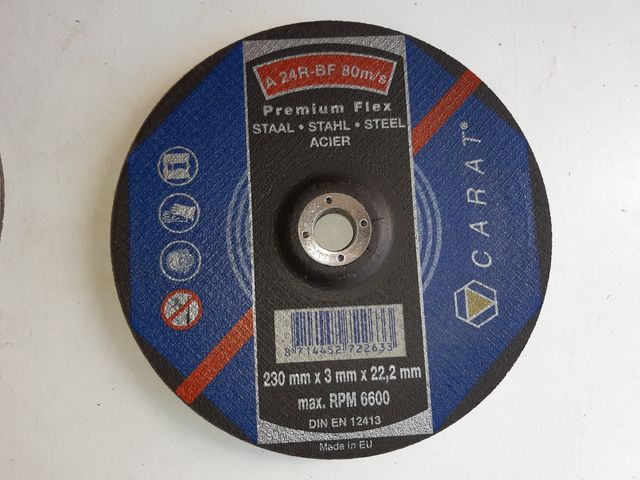 A 24R-BF 80m/s
Premium Flex
STAAL • STAHL • STEEL
ACIER
CARAT®
8 714452 722633
230 mm x 3 mm x 22,2 mm
max. RPM 6600
DIN EN 12413
Made in EU